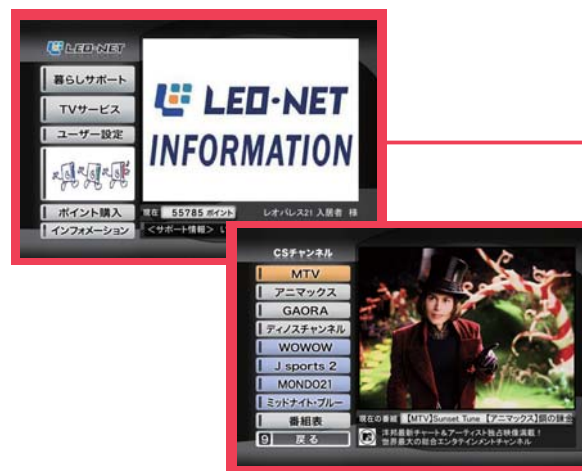 LEO-NET
暮らしサポート
TVサービス
ユーザー設定
ポイント購入
インフォメーション
LEO·NET
INFORMATION
現在 55785 ポイント
レオパレス21 入居者 様
<サポート情報>
CSチャンネル
MTV
アニマックス
GAORA
ディノスチャンネル
WOWOW
J sports 2
MONDO21
ミッドナイト・ブルー
番組表
9 戻る
現在の番組 【MTV】Sunset Tune 【アニマックス】鋼の錬金
洋邦最新チャート&アーティスト独占映像満載!
世界最大の総合エンタテインメントチャンネル